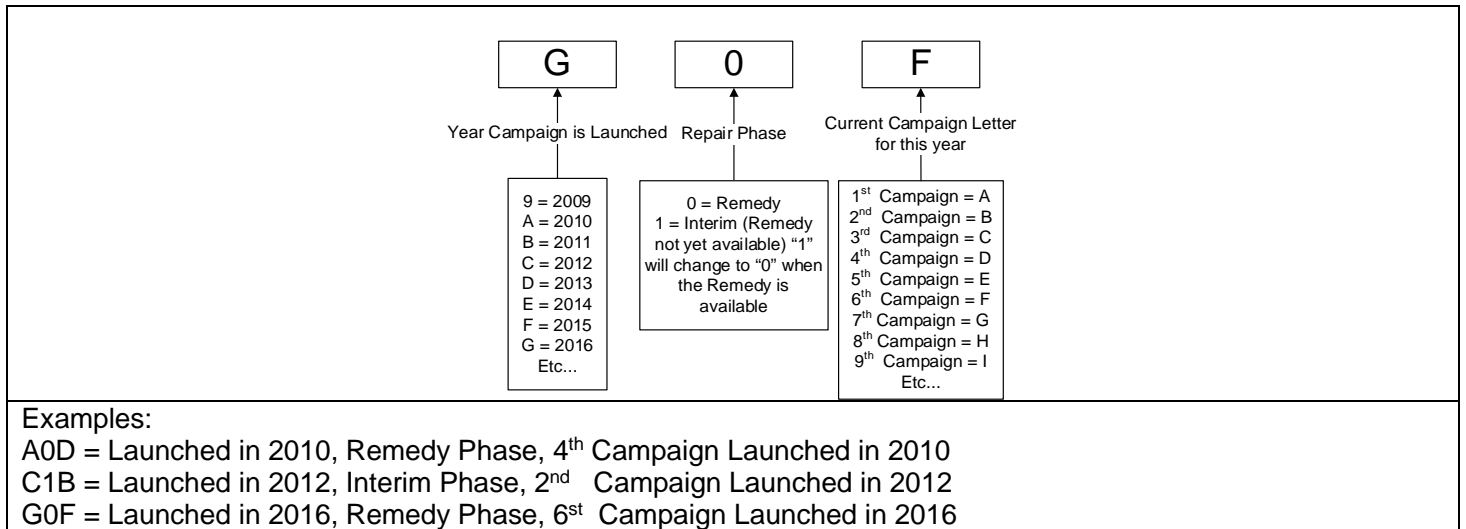 G 0 F
Year Campaign is Launched
Repair Phase
Current Campaign Letter
for this year
9 = 2009
A = 2010
B = 2011
C = 2012
D = 2013
E = 2014
F = 2015
G = 2016
Etc...
0 = Remedy
1 = Interim (Remedy
not yet available) “1”
will change to “0” when
the Remedy is
available
1st Campaign = A
2nd Campaign = B
3rd Campaign = C
4th Campaign = D
5th Campaign = E
6th Campaign = F
7th Campaign = G
8th Campaign = H
9th Campaign = I
Etc...
Examples:
A0D = Launched in 2010, Remedy Phase, 4th Campaign Launched in 2010
C1B = Launched in 2012, Interim Phase, 2nd Campaign Launched in 2012
G0F = Launched in 2016, Remedy Phase, 6st Campaign Launched in 2016